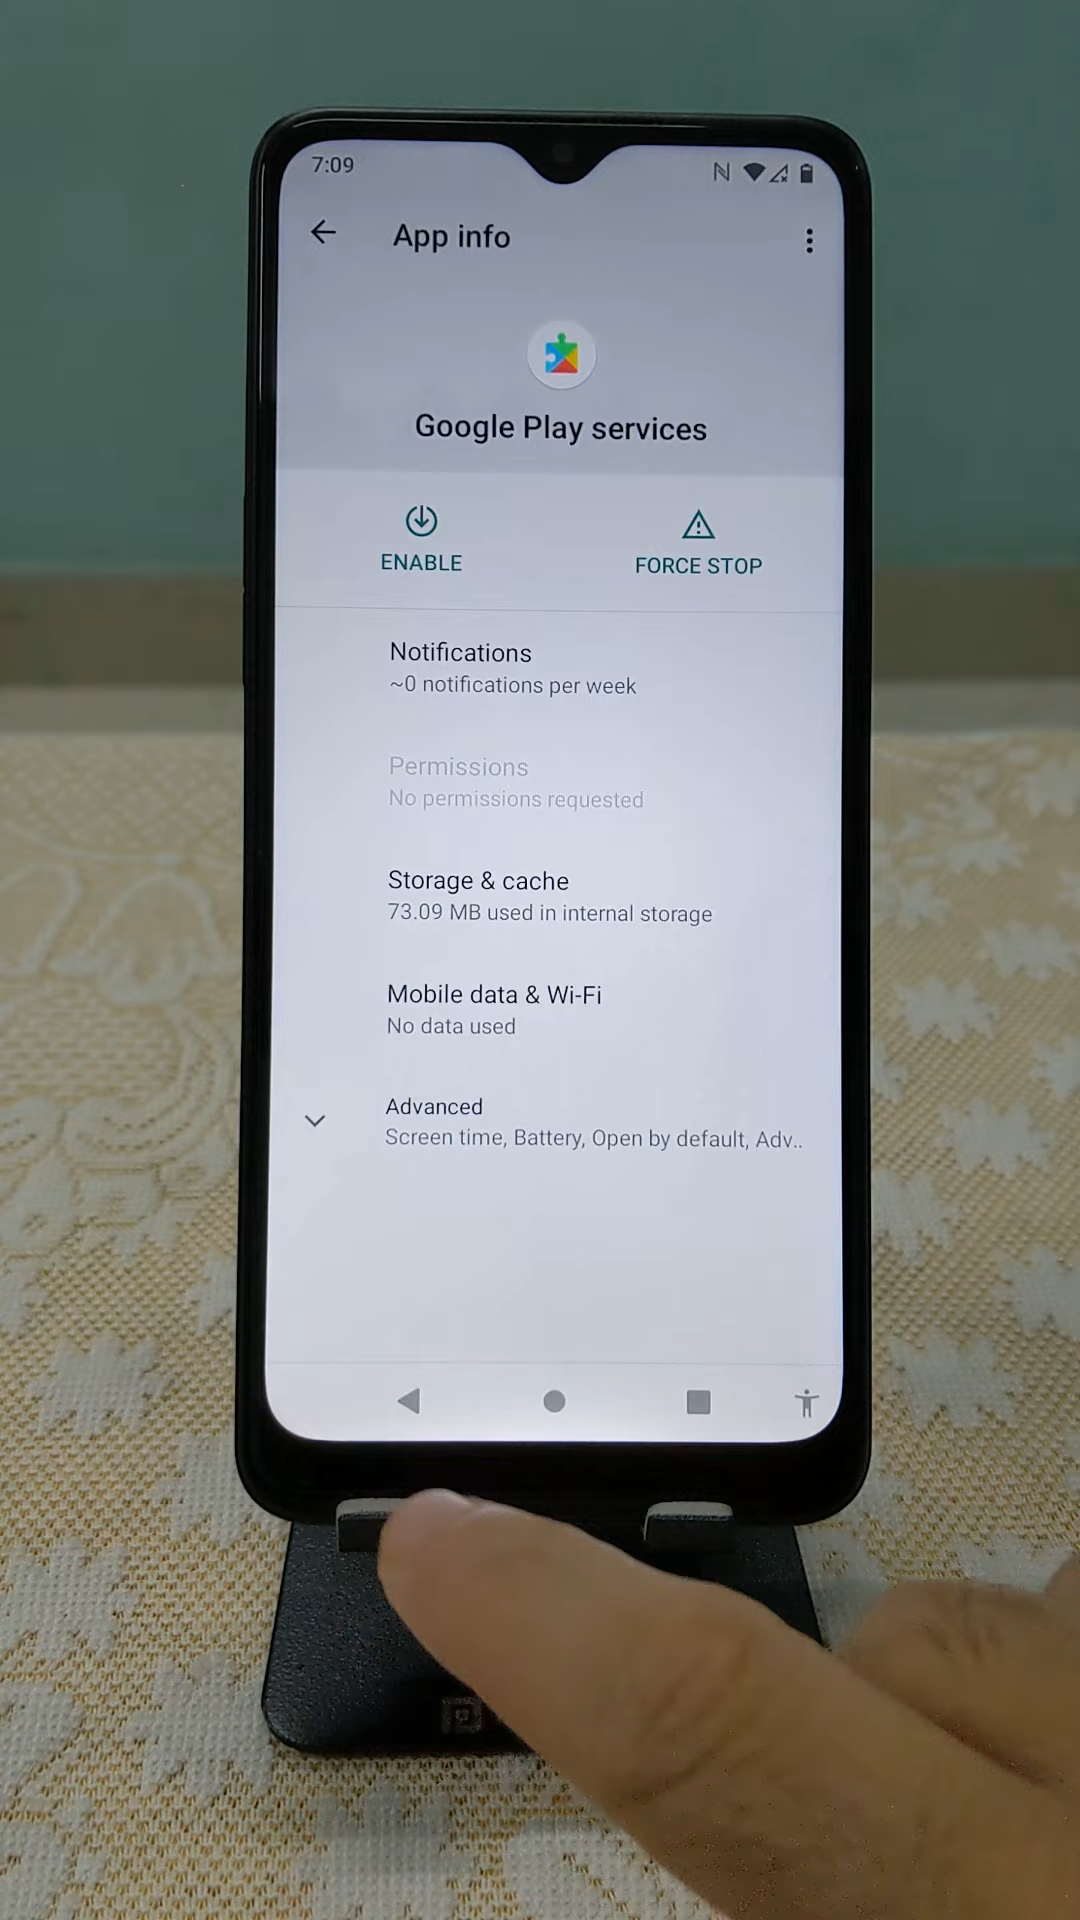 7:09
App info
Google Play services
ENABLE
FORCE STOP
Notifications
~0 notifications per week
Permissions
No permissions requested
Storage & cache
73.09 MB used in internal storage
Mobile data & Wi-Fi
No data used
Advanced
Screen time, Battery, Open by default, Adv..